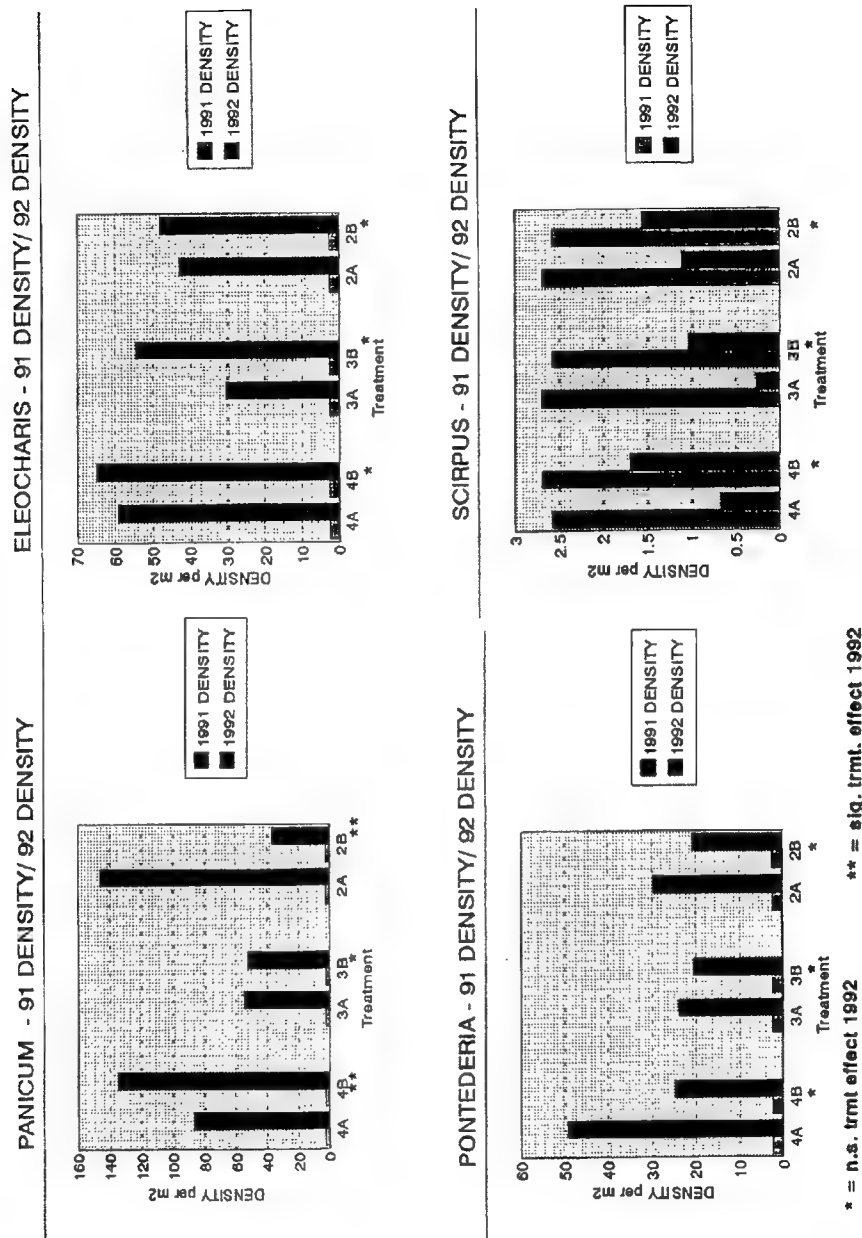 PANICUM - 91 DENSITY/ 92 DENSITY
DENSITY per m2
160
140
120
100
80
60
40
20
0
4A
4B
3A
3B
2A
2B
**
*
**
Treatment
1991 DENSITY
1992 DENSITY
ELEOCHARIS - 91 DENSITY/ 92 DENSITY
DENSITY per m2
70
60
50
40
30
20
10
0
4A
4B
3A
3B
2A
2B
*
*
*
Treatment
1991 DENSITY
1992 DENSITY
PONTEDERIA - 91 DENSITY/ 92 DENSITY
DENSITY per m2
60
50
40
30
20
10
0
4A
4B
3A
3B
2A
2B
*
*
*
Treatment
1991 DENSITY
1992 DENSITY
SCIRPUS - 91 DENSITY/ 92 DENSITY
DENSITY per m2
3
2.5
2
1.5
1
0.5
0
4A
4B
3A
3B
2A
2B
*
*
*
Treatment
1991 DENSITY
1992 DENSITY
* = n.s. trmt effect 1992
** = sig. trmt. effect 1992